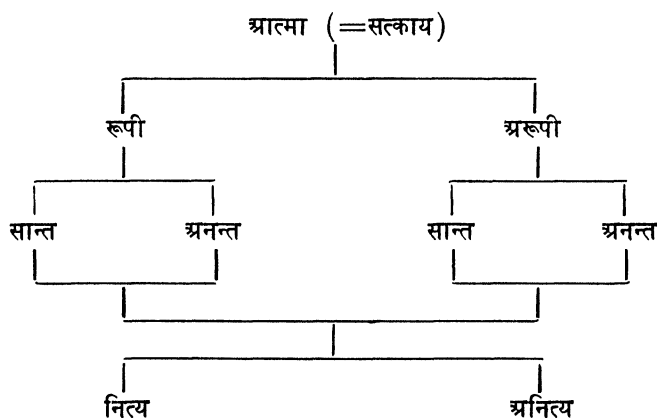 आत्मा (=सत्काय)
रूपी अरूपी
सान्त अनन्त सान्त अनन्त
नित्य अनित्य